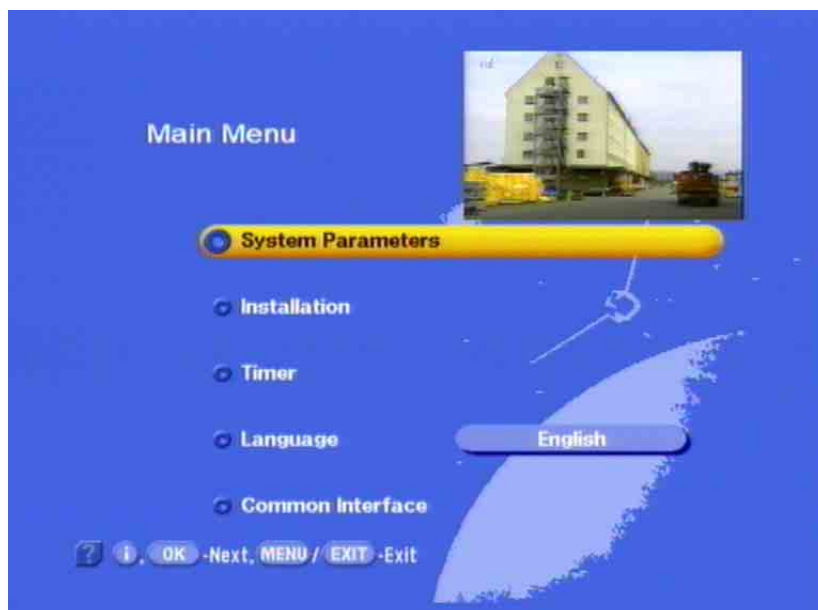 Main Menu
System Parameters
Installation
Timer
Language English
Common Interface
? i, OK -Next, MENU / EXIT -Exit